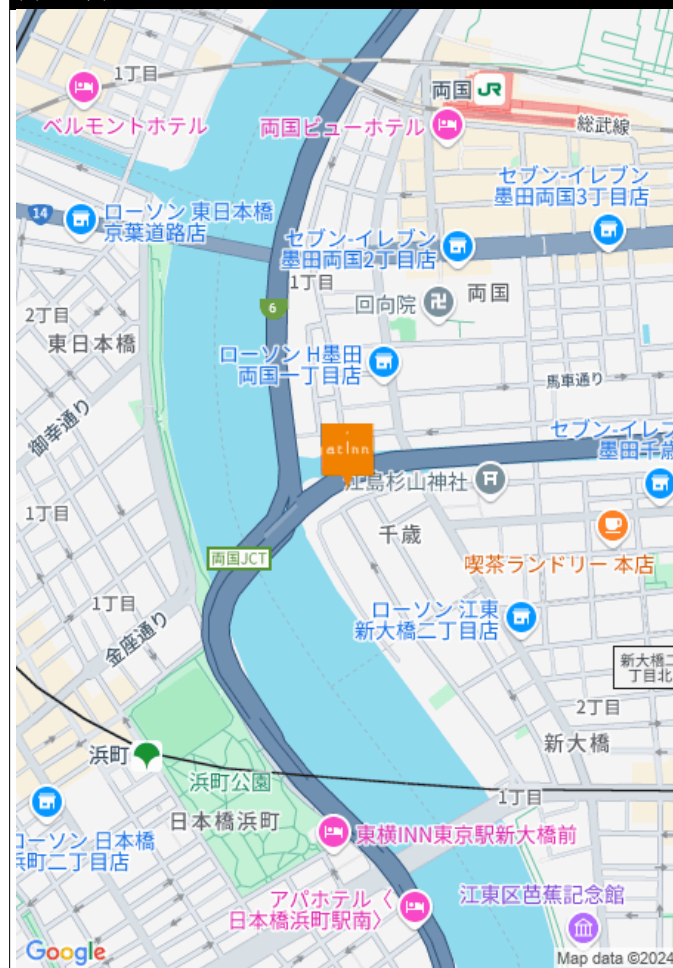 1丁目
両国
JR
ベルモントホテル
両国ビューホテル
総武線
セブン-イレブン
墨田両国3丁目店
14
ローソン 東日本橋
京葉道路店
セブン-イレブン
墨田両国2丁目店
1丁目
6
回向院
両国
2丁目
東日本橋
ローソン H墨田
両国一丁目店
馬車通り
御幸通り
atInn
セブン-イレブ
墨田千歳
江島杉山神社
1丁目
千歳
両国JCT
喫茶ランドリー 本店
1丁目
ローソン 江東
新大橋二丁目店
金座通り
新大橋二
丁目北
2丁目
浜町
新大橋
浜町公園
1丁目
ローソン 日本橋
浜町二丁目店
日本橋浜町
東横INN東京駅新大橋前
アパホテル〈
日本橋浜町駅南〉
江東区芭蕉記念館
Google
Map data ©2024